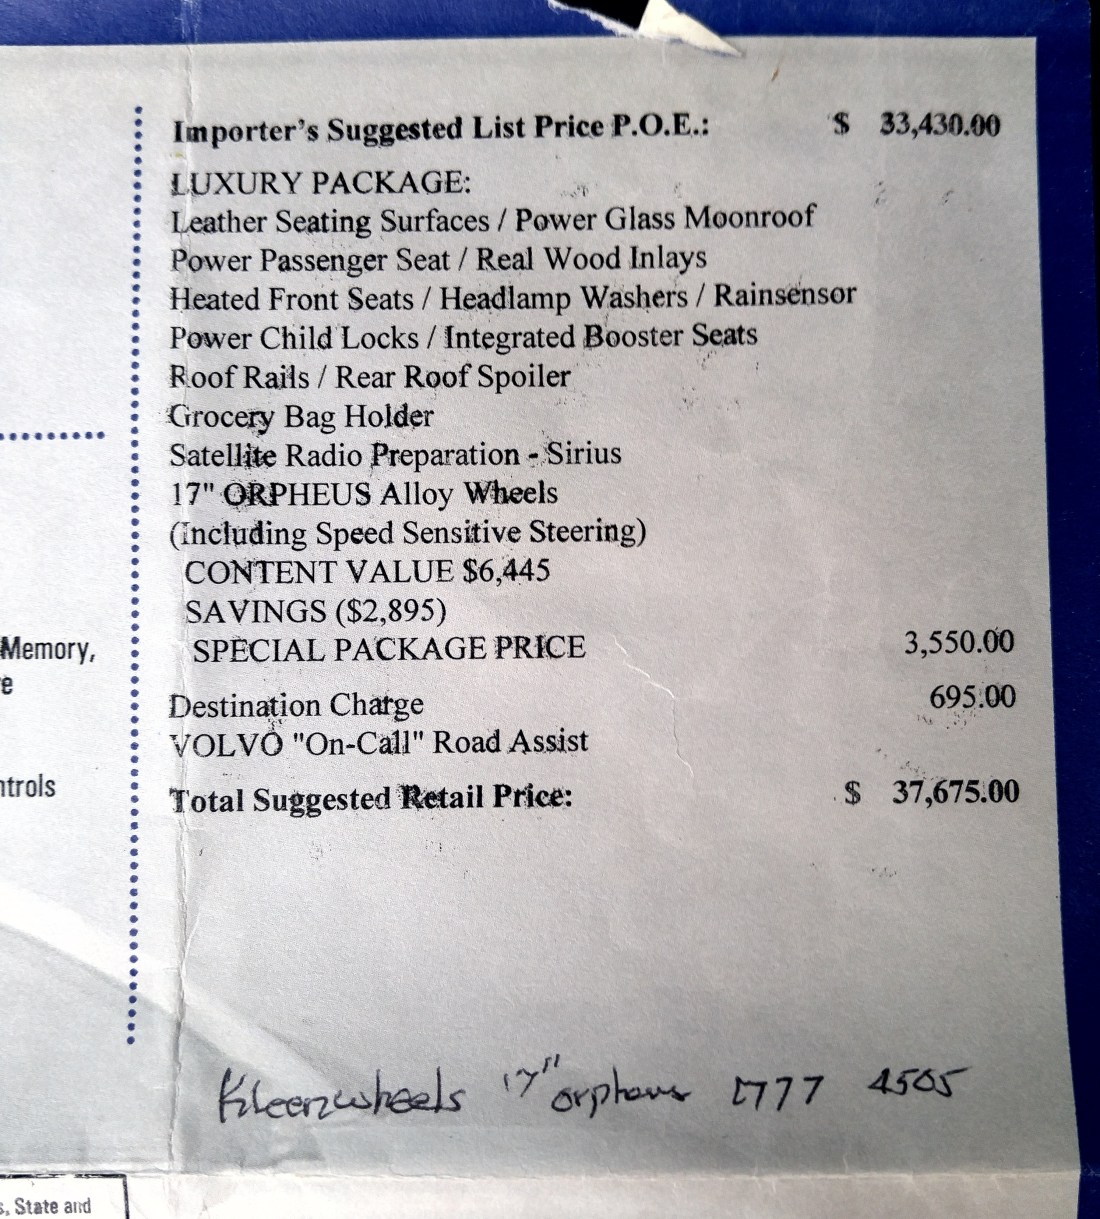 Importer's Suggested List Price P.O.E.: $ 33,430.00
LUXURY PACKAGE:
Leather Seating Surfaces / Power Glass Moonroof
Power Passenger Seat / Real Wood Inlays
Heated Front Seats / Headlamp Washers / Rainsensor
Power Child Locks / Integrated Booster Seats
Roof Rails / Rear Roof Spoiler
Grocery Bag Holder
Satellite Radio Preparation - Sirius
17" ORPHEUS Alloy Wheels
(Including Speed Sensitive Steering)
CONTENT VALUE $6,445
SAVINGS ($2,895)
SPECIAL PACKAGE PRICE 3,550.00
Destination Charge 695.00
VOLVO "On-Call" Road Assist
Total Suggested Retail Price: $ 37,675.00
Kleenwheels 17" orpheus 1777 4505
Memory,
e
ntrols
s, State and